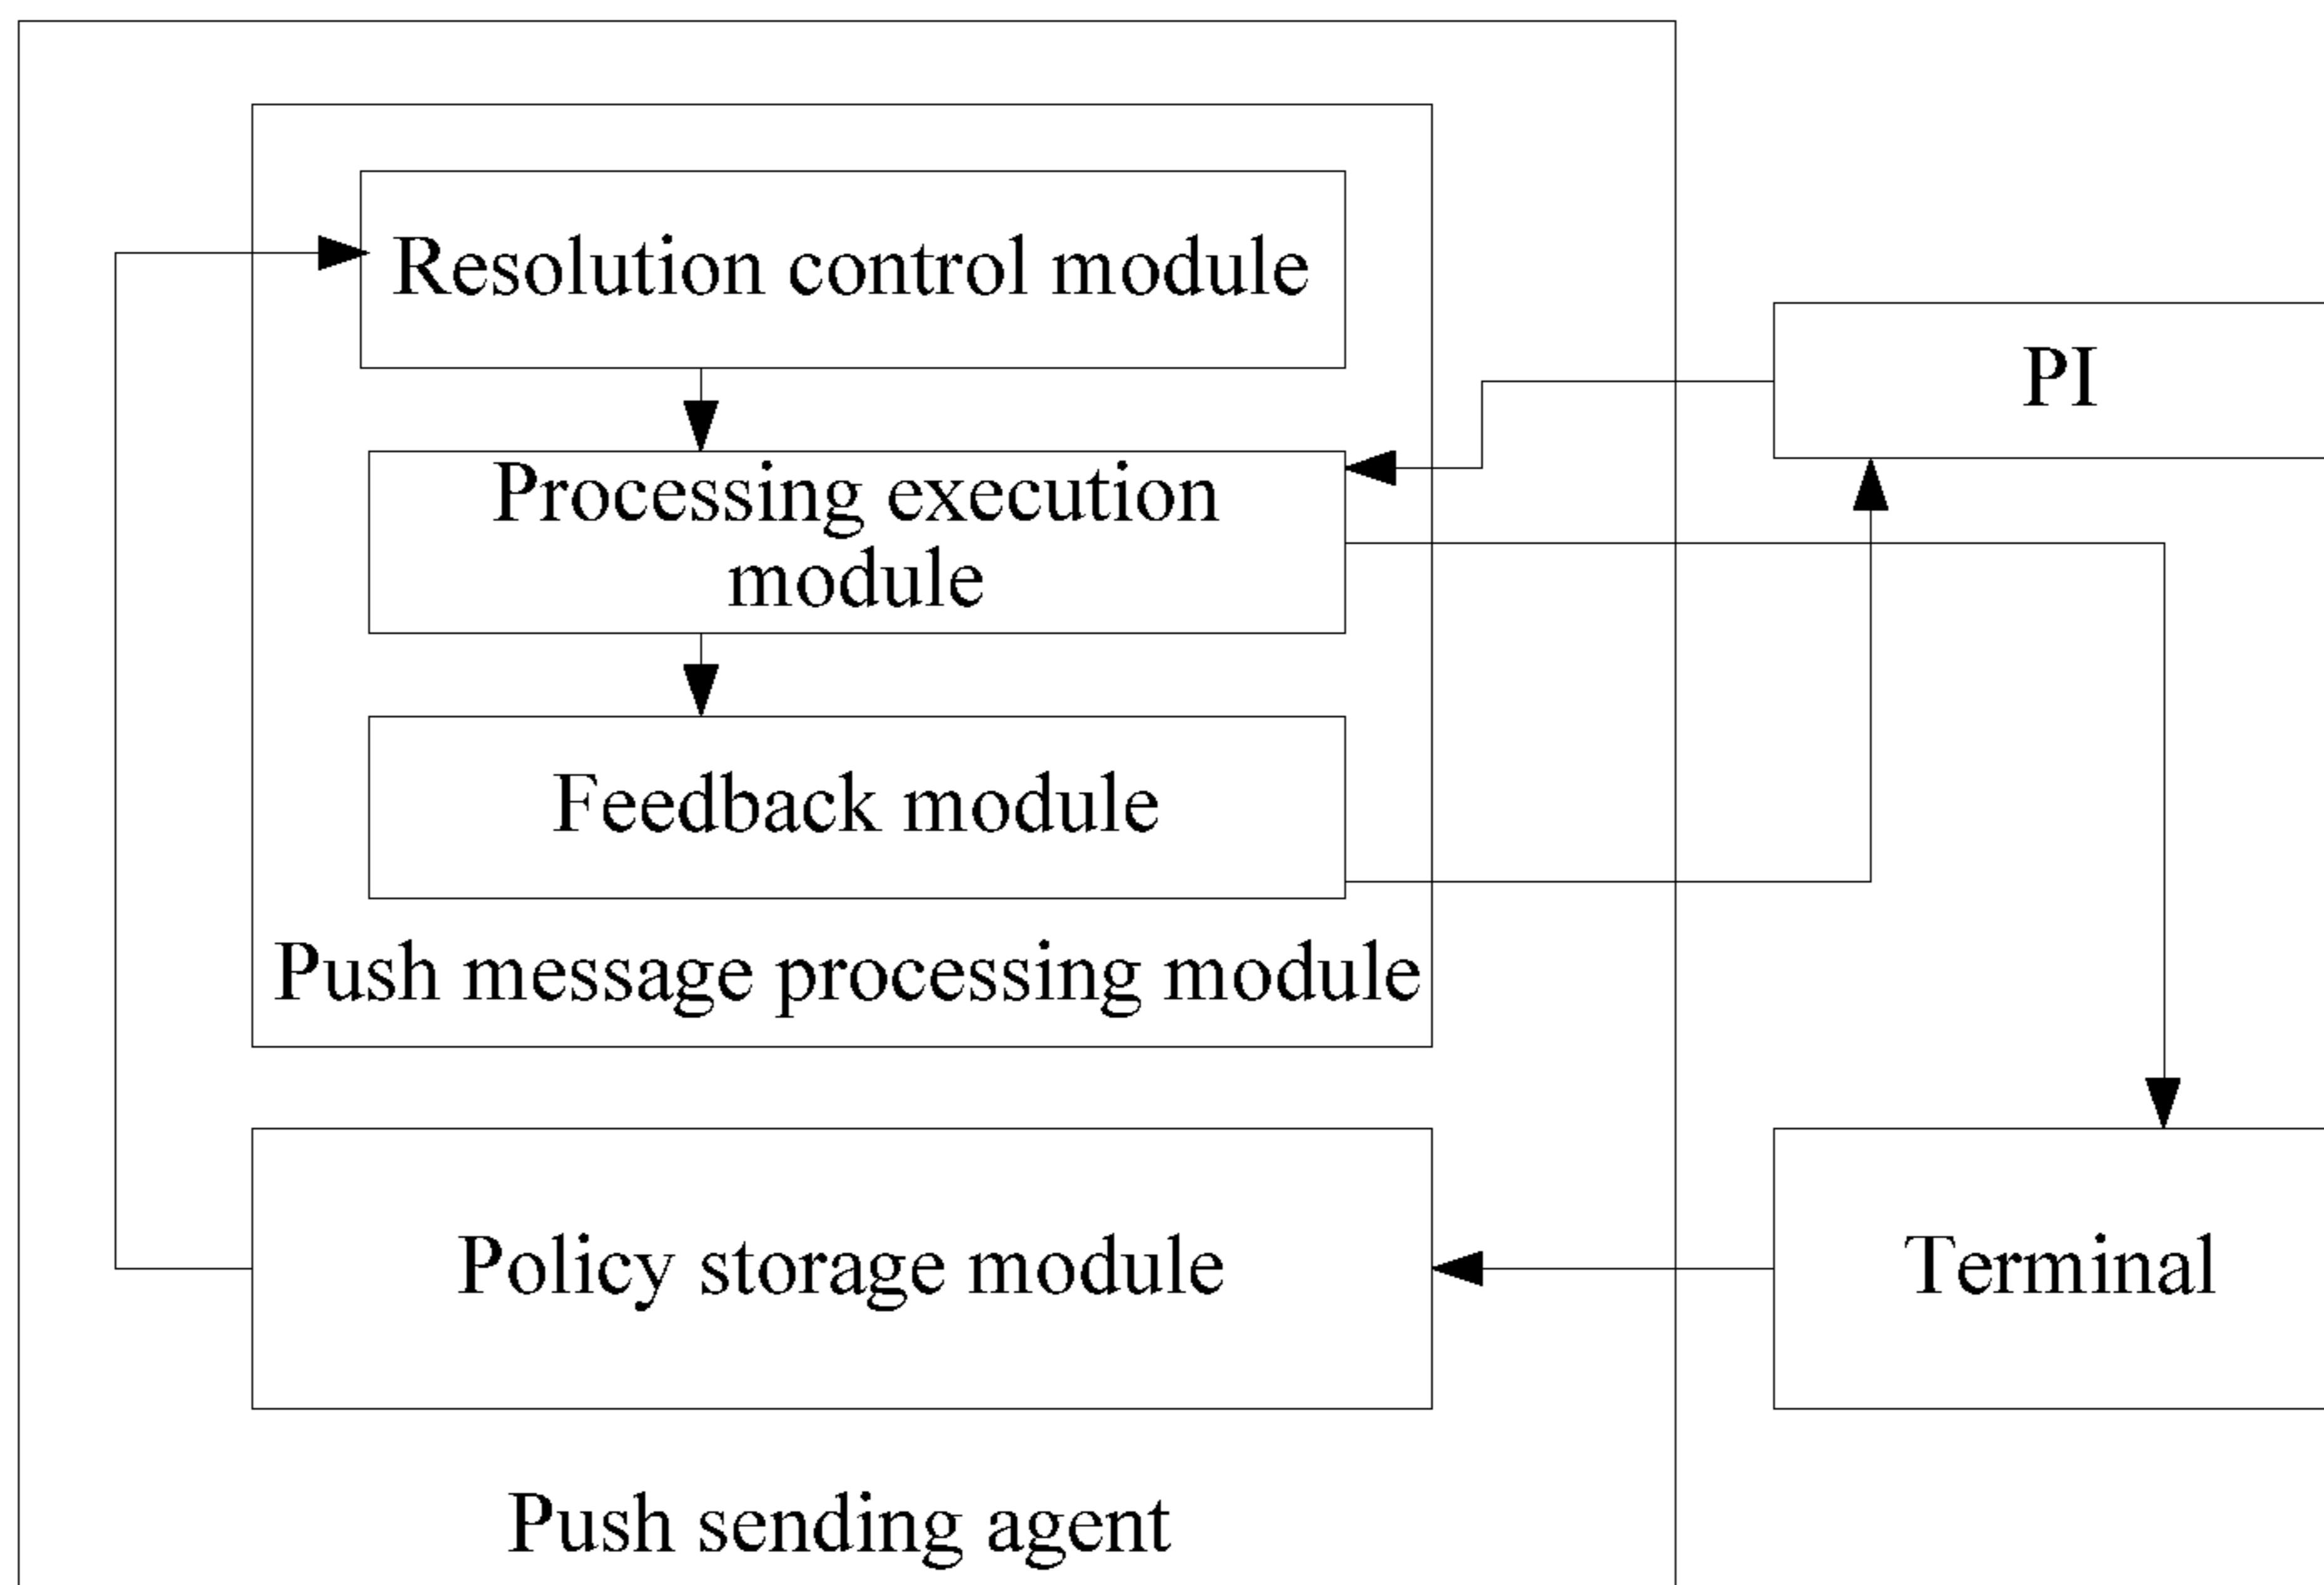 Resolution control module
PI
Processing execution
module
Feedback module
Push message processing module
Policy storage module
Terminal
Push sending agent